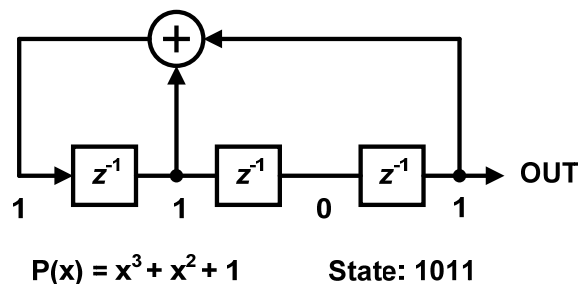 +
z⁻¹ z⁻¹ z⁻¹ OUT
1 1 0 1
P(x) = x³ + x² + 1 State: 1011